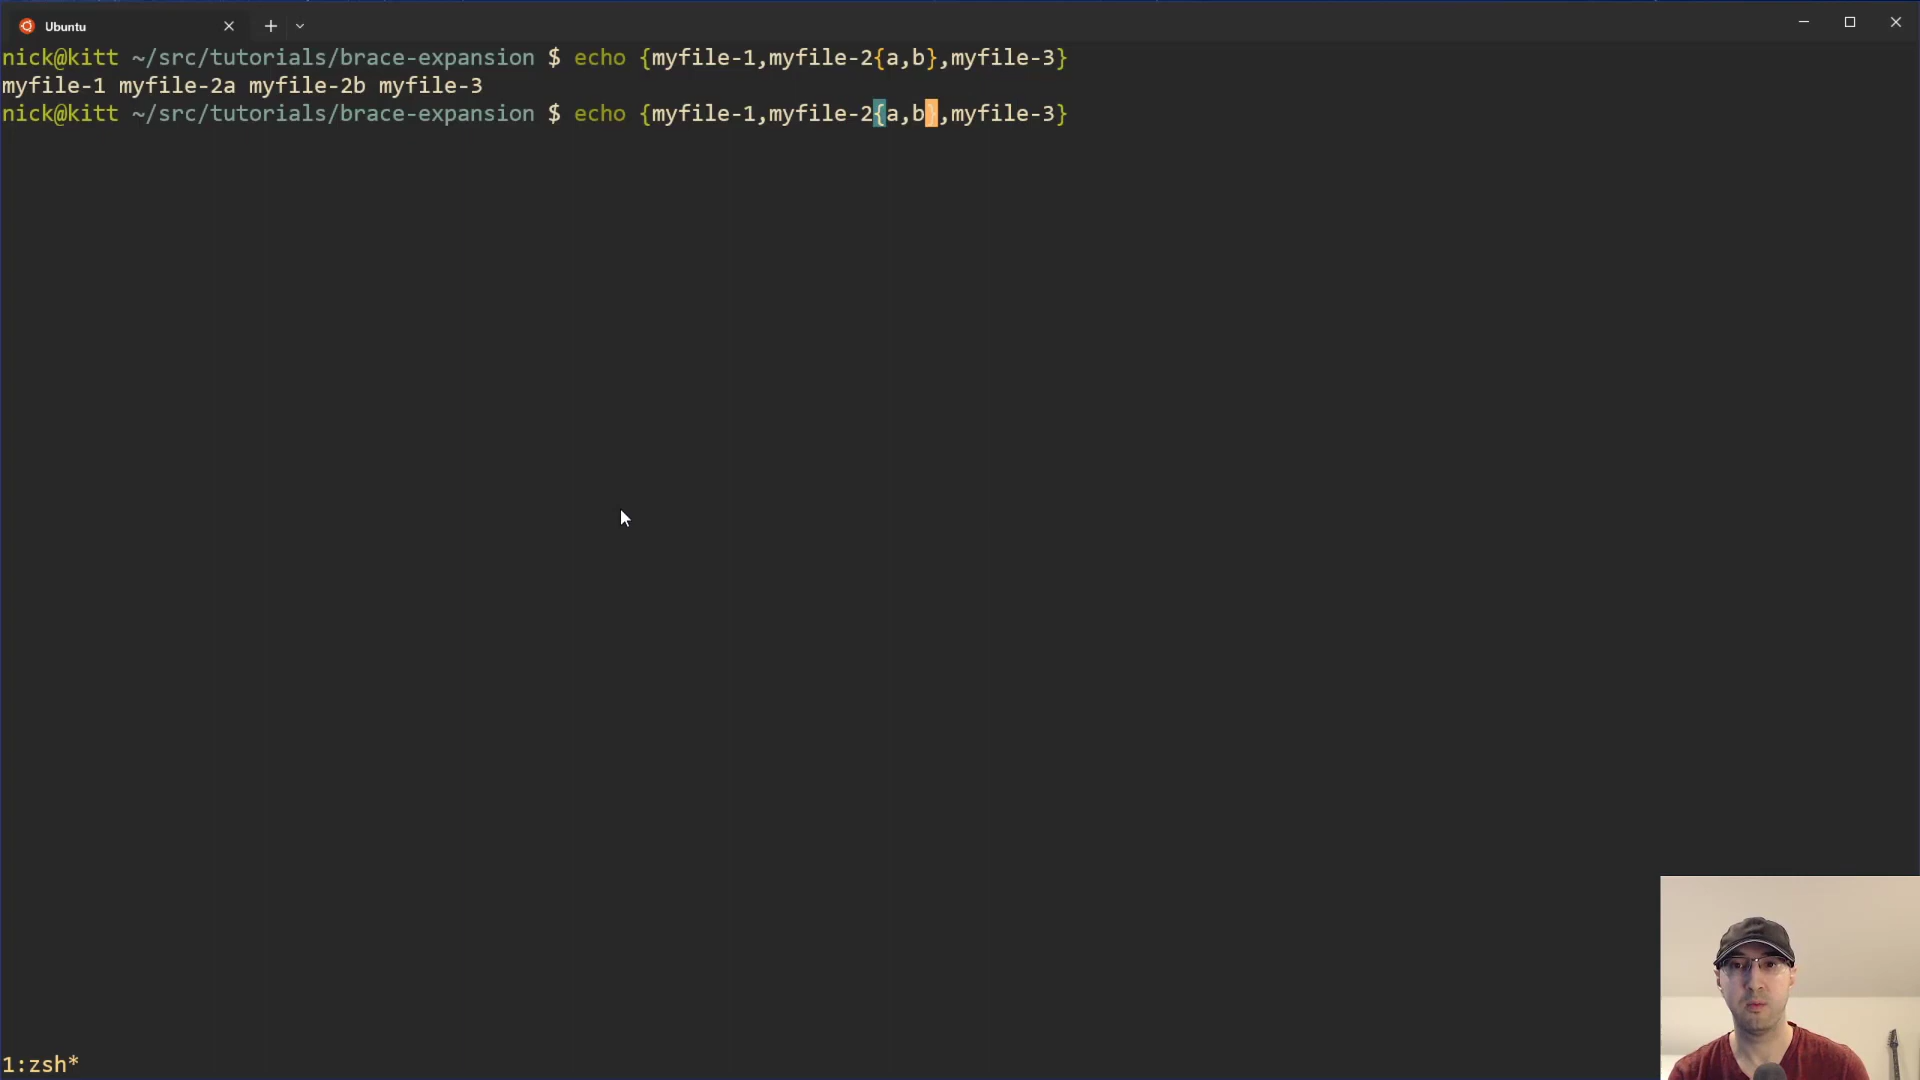 Ubuntu
nick@kitt ~/src/tutorials/brace-expansion $ echo {myfile-1,myfile-2{a,b},myfile-3}
myfile-1 myfile-2a myfile-2b myfile-3
nick@kitt ~/src/tutorials/brace-expansion $ echo {myfile-1,myfile-2{a,b},myfile-3}
1:zsh*